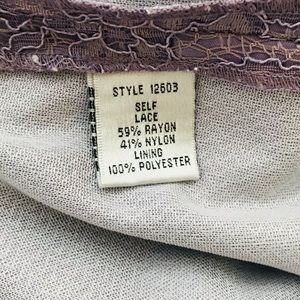 STYLE 12603
SELF
LACE
59% RAYON
41% NYLON
LINING
100% POLYESTER